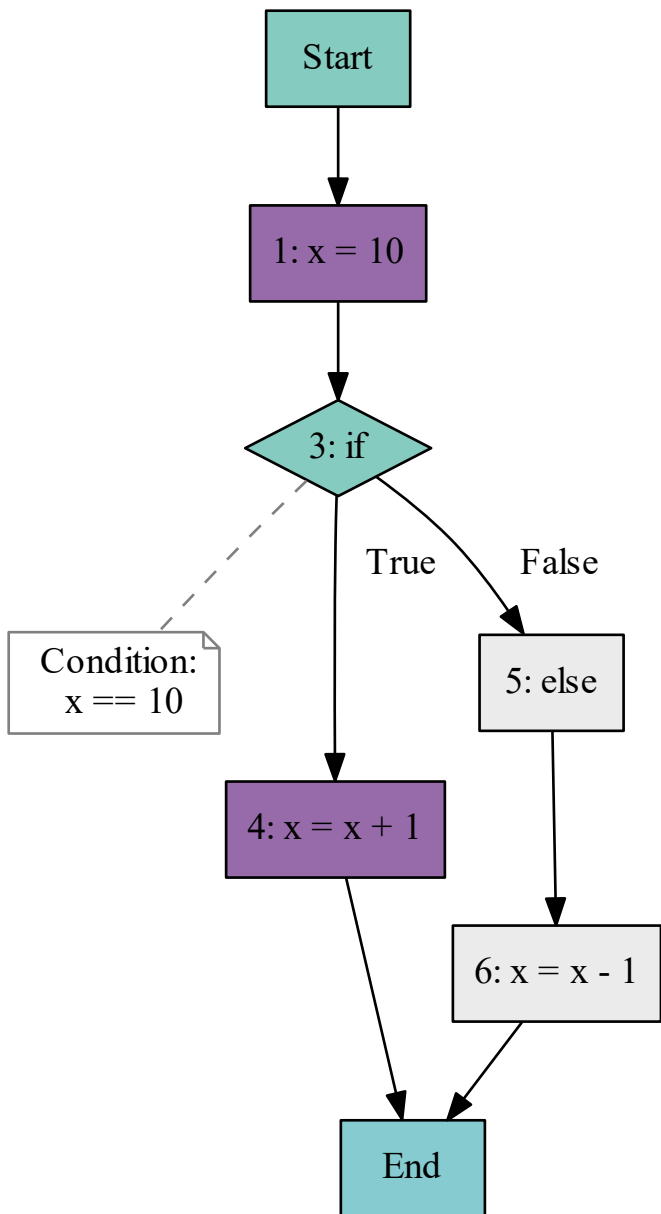 Start
1: x = 10
3: if
True
False
Condition:
x == 10
5: else
4: x = x + 1
6: x = x - 1
End